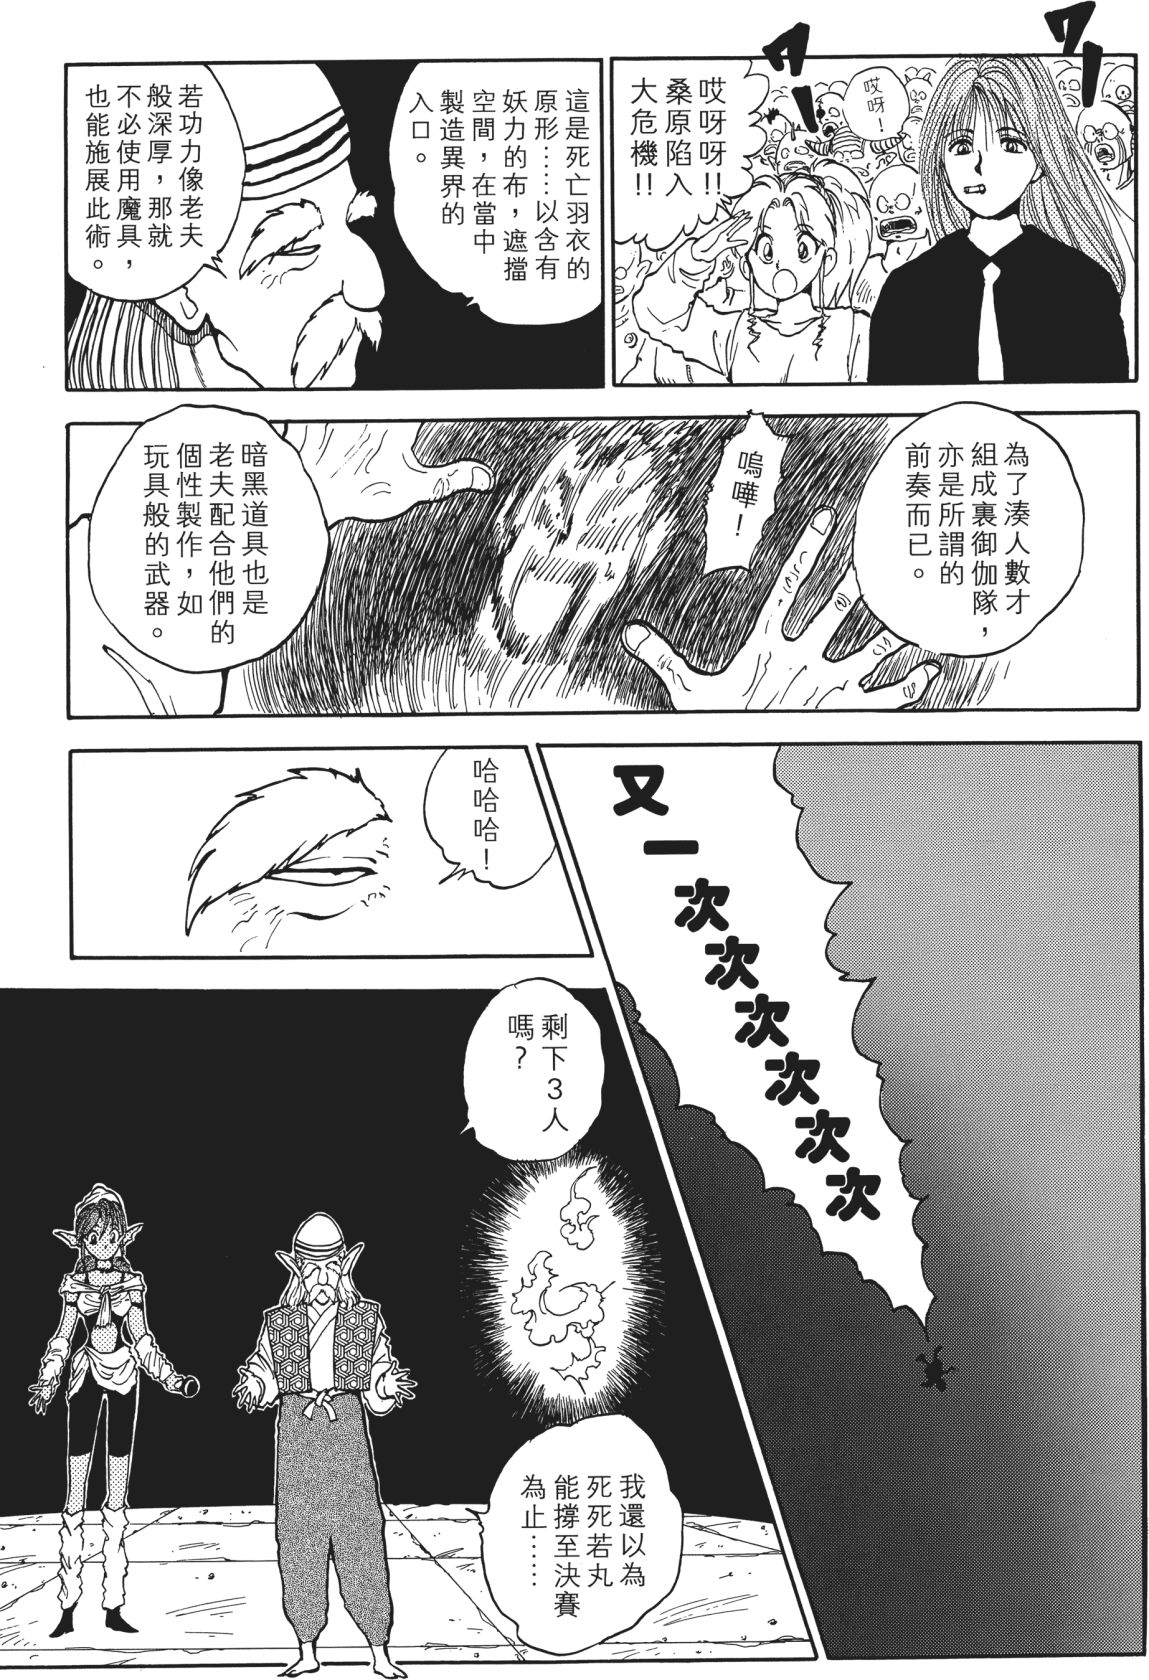 ワ
ワ
哎呀！
哎呀呀!!
桑原陷入
大危機!!
這是死亡羽衣的
原形……以含有
妖力的布，遮擋
空間，在當中
製造異界的
入口。
若功力像老夫
般深厚，那就
不必使用魔具，
也能施展此術。
為了湊人數才
組成裏御伽隊，
亦是所謂的
前奏而已。
嗚嘩！
暗黑道具也是
老夫配合他們的
個性製作，如
玩具般的武器。
又一次次次次次次
哈哈哈！
剩下3人
嗎？
我還以為
死死若丸
能撐至決賽
為止……